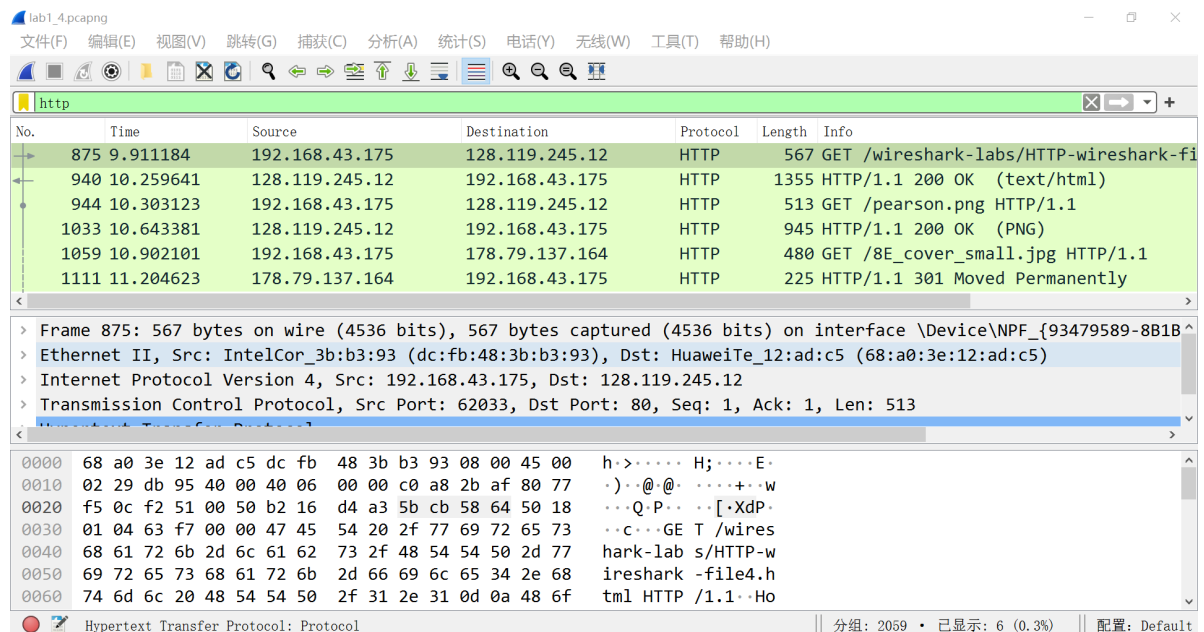 lab1_4.pcapng
文件(F) 编辑(E) 视图(V) 跳转(G) 捕获(C) 分析(A) 统计(S) 电话(Y) 无线(W) 工具(T) 帮助(H)
http
No. Time Source Destination Protocol Length Info
875 9.911184 192.168.43.175 128.119.245.12 HTTP 567 GET /wireshark-labs/HTTP-wireshark-fi
940 10.259641 128.119.245.12 192.168.43.175 HTTP 1355 HTTP/1.1 200 OK (text/html)
944 10.303123 192.168.43.175 128.119.245.12 HTTP 513 GET /pearson.png HTTP/1.1
1033 10.643381 128.119.245.12 192.168.43.175 HTTP 945 HTTP/1.1 200 OK (PNG)
1059 10.902101 192.168.43.175 178.79.137.164 HTTP 480 GET /8E_cover_small.jpg HTTP/1.1
1111 11.204623 178.79.137.164 192.168.43.175 HTTP 225 HTTP/1.1 301 Moved Permanently
Frame 875: 567 bytes on wire (4536 bits), 567 bytes captured (4536 bits) on interface \Device\NPF_{93479589-8B1B
Ethernet II, Src: IntelCor_3b:b3:93 (dc:fb:48:3b:b3:93), Dst: HuaweiTe_12:ad:c5 (68:a0:3e:12:ad:c5)
Internet Protocol Version 4, Src: 192.168.43.175, Dst: 128.119.245.12
Transmission Control Protocol, Src Port: 62033, Dst Port: 80, Seq: 1, Ack: 1, Len: 513
Hypertext Transfer Protocol
0000 68 a0 3e 12 ad c5 dc fb 48 3b b3 93 08 00 45 00 h·>····· H;····E·
0010 02 29 db 95 40 00 40 06 00 00 c0 a8 2b af 80 77 ·)··@·@· ····+··w
0020 f5 0c f2 51 00 50 b2 16 d4 a3 5b cb 58 64 50 18 ···Q·P·· ··[·XdP·
0030 01 04 63 f7 00 00 47 45 54 20 2f 77 69 72 65 73 ··c···GE T /wires
0040 68 61 72 6b 2d 6c 61 62 73 2f 48 54 54 50 2d 77 hark-lab s/HTTP-w
0050 69 72 65 73 68 61 72 6b 2d 66 69 6c 65 34 2e 68 ireshark -file4.h
0060 74 6d 6c 20 48 54 54 50 2f 31 2e 31 0d 0a 48 6f tml HTTP /1.1··Ho
Hypertext Transfer Protocol: Protocol 分组: 2059 · 已显示: 6 (0.3%) 配置: Default